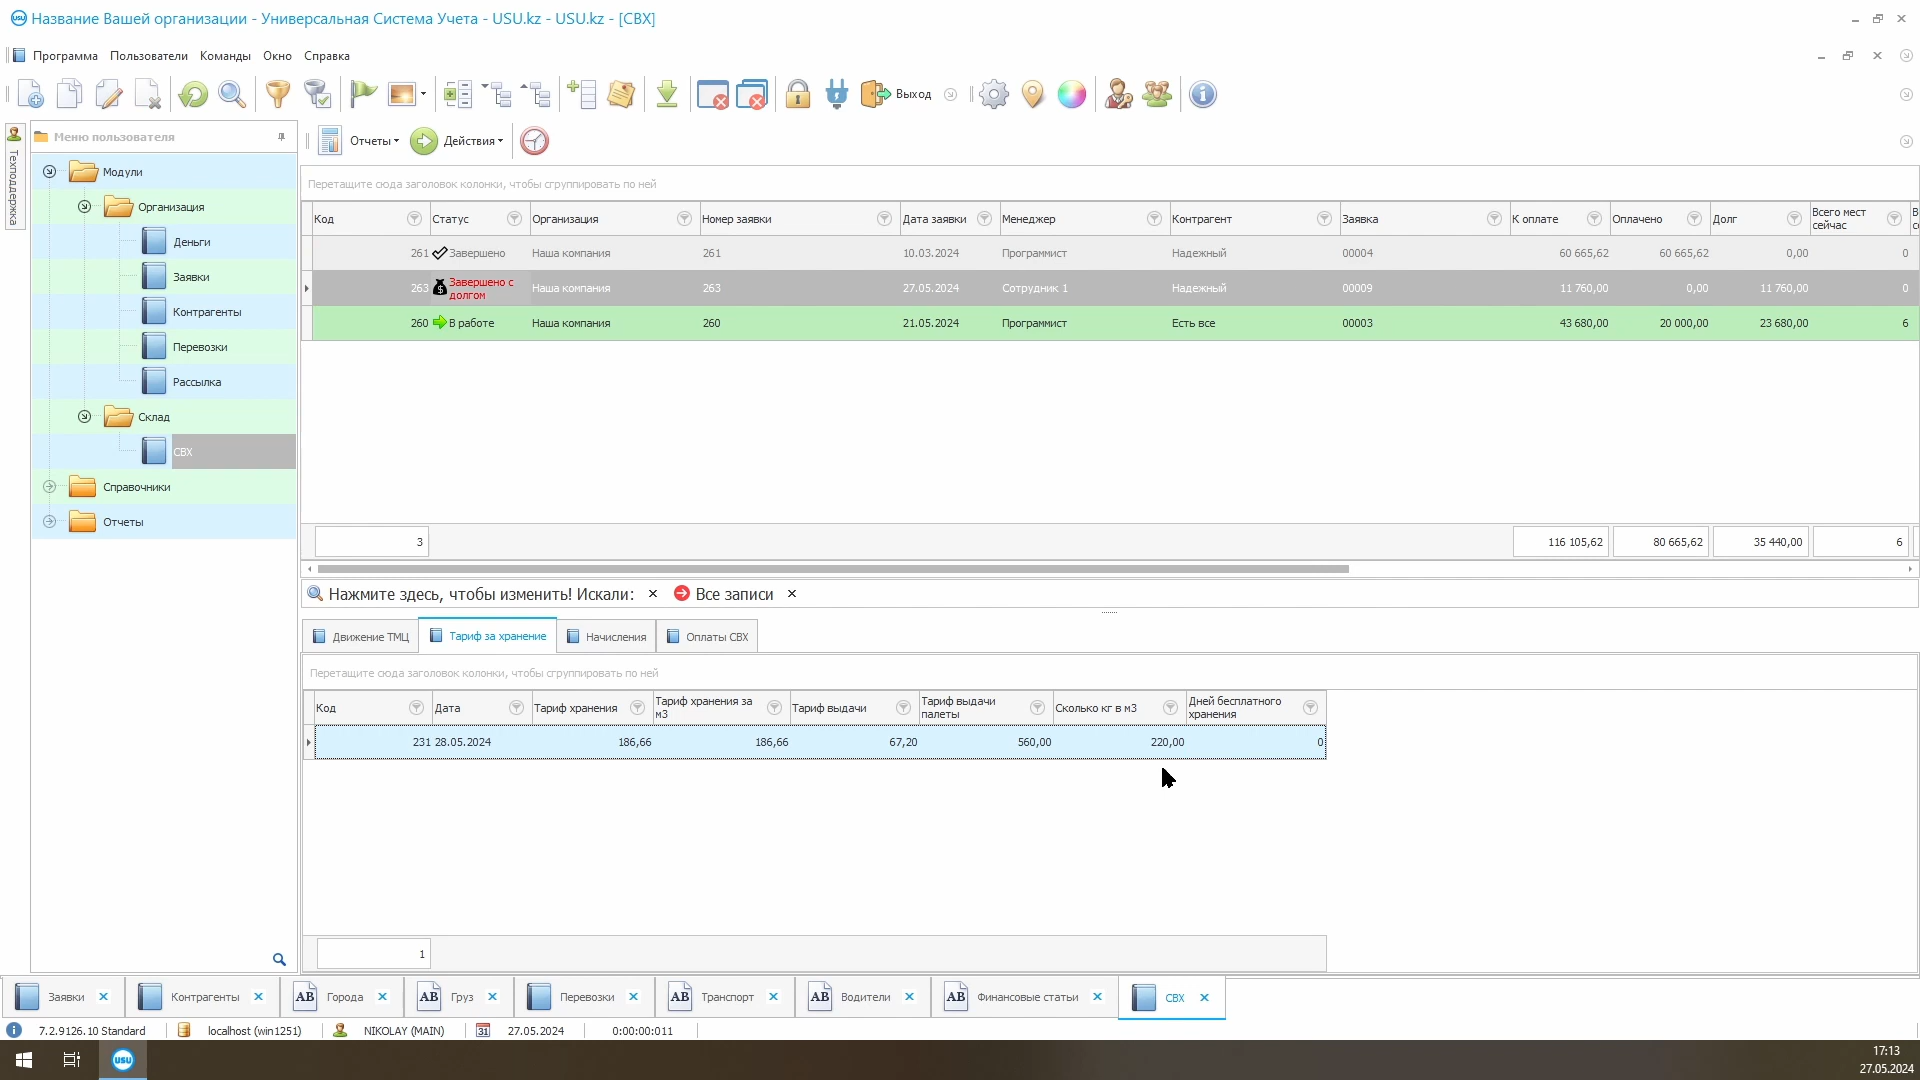 Название Вашей организации - Универсальная Система Учета - USU.kz - USU.kz - [СВХ]
Программа Пользователи Команды Окно Справка
Выход
Техподдержка
Меню пользователя
Отчеты Действия
Модули
Организация
Деньги
Заявки
Контрагенты
Перевозки
Рассылка
Склад
СВХ
Справочники
Отчеты
Перетащите сюда заголовок колонки, чтобы сгруппировать по ней
Код Статус Организация Номер заявки Дата заявки Менеджер Контрагент Заявка К оплате Оплачено Долг Всего мест сейчас
261 Завершено Наша компания 261 10.03.2024 Программист Надежный 00004 60 665,62 60 665,62 0,00 0
263 Завершено с долгом Наша компания 263 27.05.2024 Сотрудник 1 Надежный 00009 11 760,00 0,00 11 760,00 0
260 В работе Наша компания 260 21.05.2024 Программист Есть все 00003 43 680,00 20 000,00 23 680,00 6
3 116 105,62 80 665,62 35 440,00 6
Нажмите здесь, чтобы изменить! Искали: Все записи
Движение ТМЦ Тариф за хранение Начисления Оплаты СВХ
Перетащите сюда заголовок колонки, чтобы сгруппировать по ней
Код Дата Тариф хранения Тариф хранения за м3 Тариф выдачи Тариф выдачи палеты Сколько кг в м3 Дней бесплатного хранения
231 28.05.2024 186,66 186,66 67,20 560,00 220,00 0
1
Заявки Контрагенты AB Города AB Груз Перевозки AB Транспорт AB Водители AB Финансовые статьи СВХ
7.2.9126.10 Standard localhost (win1251) NIKOLAY (MAIN) 31 27.05.2024 0:00:00:011
USU 17:13
27.05.2024